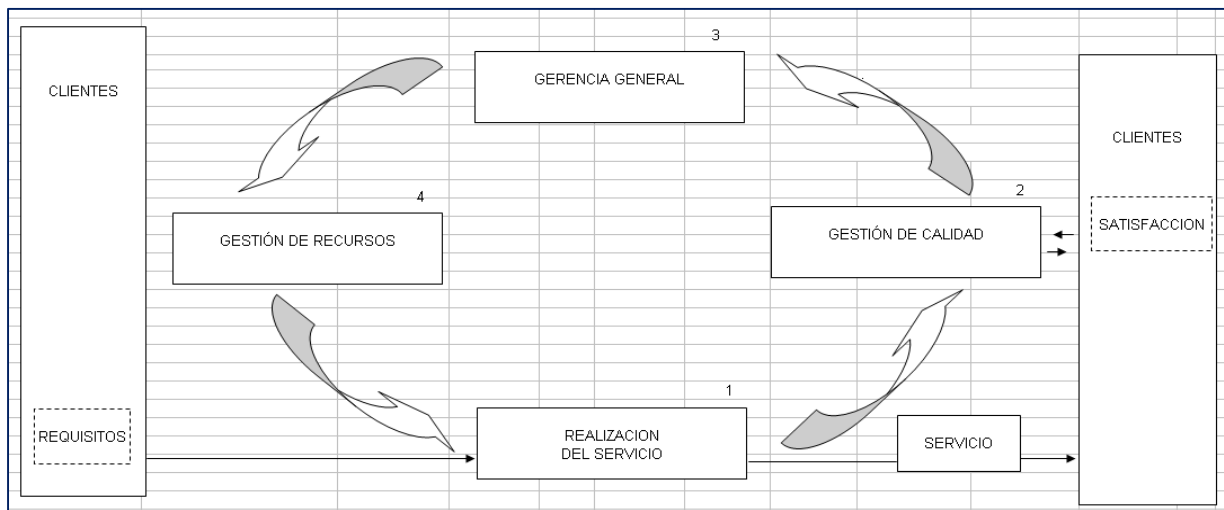 3
CLIENTES
GERENCIA GENERAL
CLIENTES
4
2
GESTIÓN DE RECURSOS
GESTIÓN DE CALIDAD
SATISFACCION
1
REQUISITOS
REALIZACION
DEL SERVICIO
SERVICIO